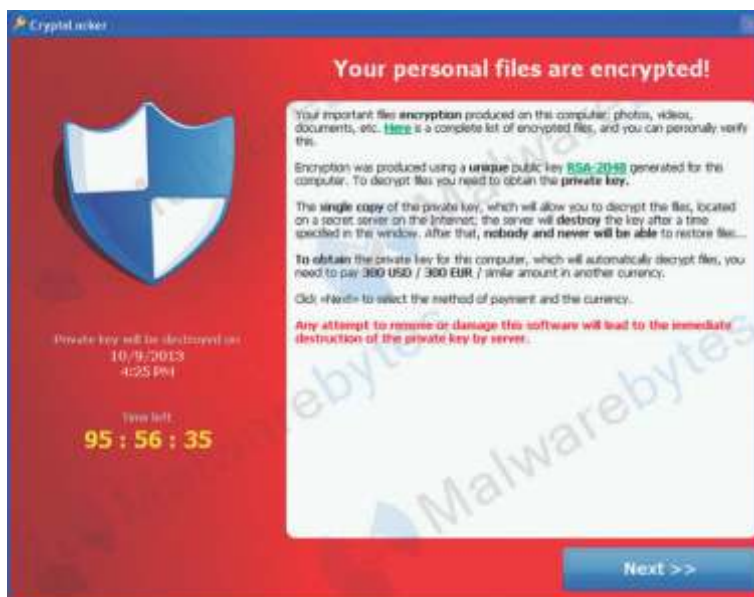 CryptoLocker
Your personal files are encrypted!
Your important files encryption produced on this computer: photos, videos,
documents, etc. Here is a complete list of encrypted files, and you can personally verify
this.
Encryption was produced using a unique public key RSA-2048 generated for this
computer. To decrypt files you need to obtain the private key.
The single copy of the private key, which will allow you to decrypt the files, located
on a secret server on the Internet; the server will destroy the key after a time
specified in this window. After that, nobody and never will be able to restore files...
To obtain the private key for this computer, which will automatically decrypt files, you
need to pay 300 USD / 300 EUR / similar amount in another currency.
Click «Next» to select the method of payment and the currency.
Any attempt to remove or damage this software will lead to the immediate
destruction of the private key by server.
Private key will be destroyed on
10/9/2013
4:25 PM
Time left
95 : 56 : 35
Next >>
Malwarebytes